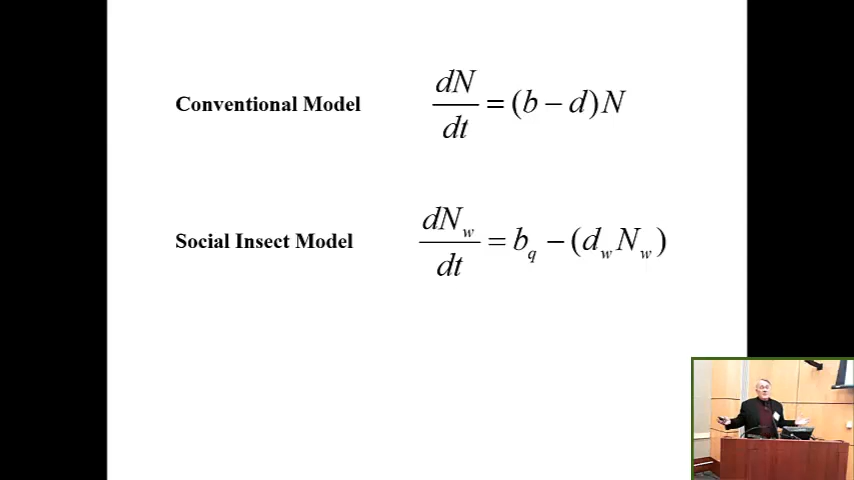 Conventional Model dN/dt = (b − d)N
Social Insect Model dN_w/dt = b_q − (d_w N_w)